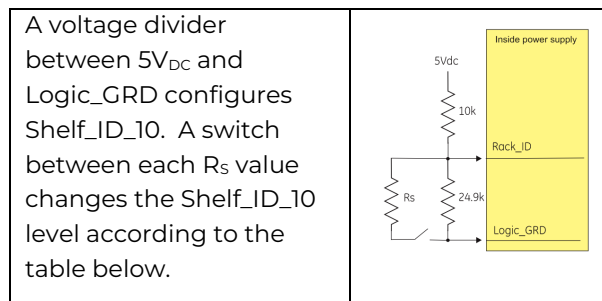 A voltage divider
between 5VDC and
Logic_GRD configures
Shelf_ID_10.  A switch
between each RS value
changes the Shelf_ID_10
level according to the
table below.
Inside power supply
5Vdc
10k
Rack_ID
Rs
24.9k
Logic_GRD